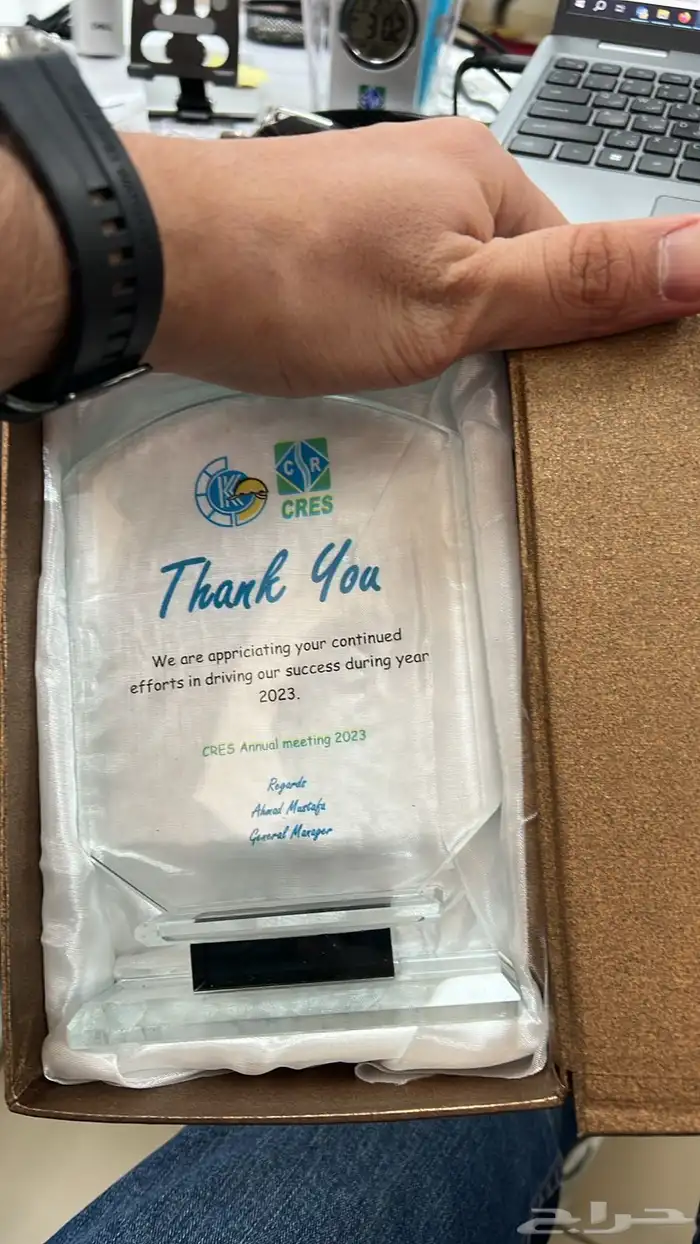 K
C R
CRES
Thank You
We are appriciating your continued
efforts in driving our success during year
2023.
CRES Annual meeting 2023
Regards
Ahmad Mustafa
General Manager
حراج